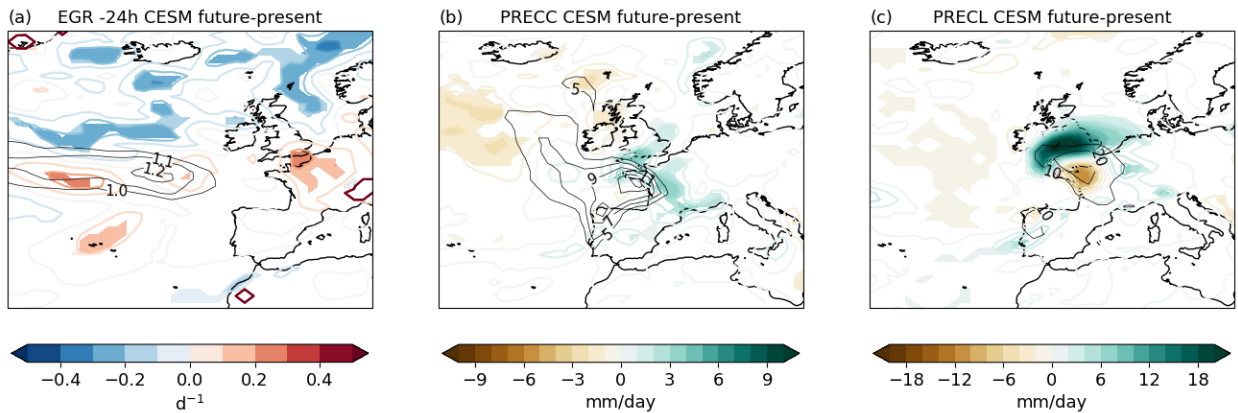 (a) EGR -24h CESM future-present
(b) PRECC CESM future-present
(c) PRECL CESM future-present
1.1
1.2
1.0
5
9
10
−0.4 −0.2 0.0 0.2 0.4
d⁻¹
−9 −6 −3 0 3 6 9
mm/day
−18 −12 −6 0 6 12 18
mm/day